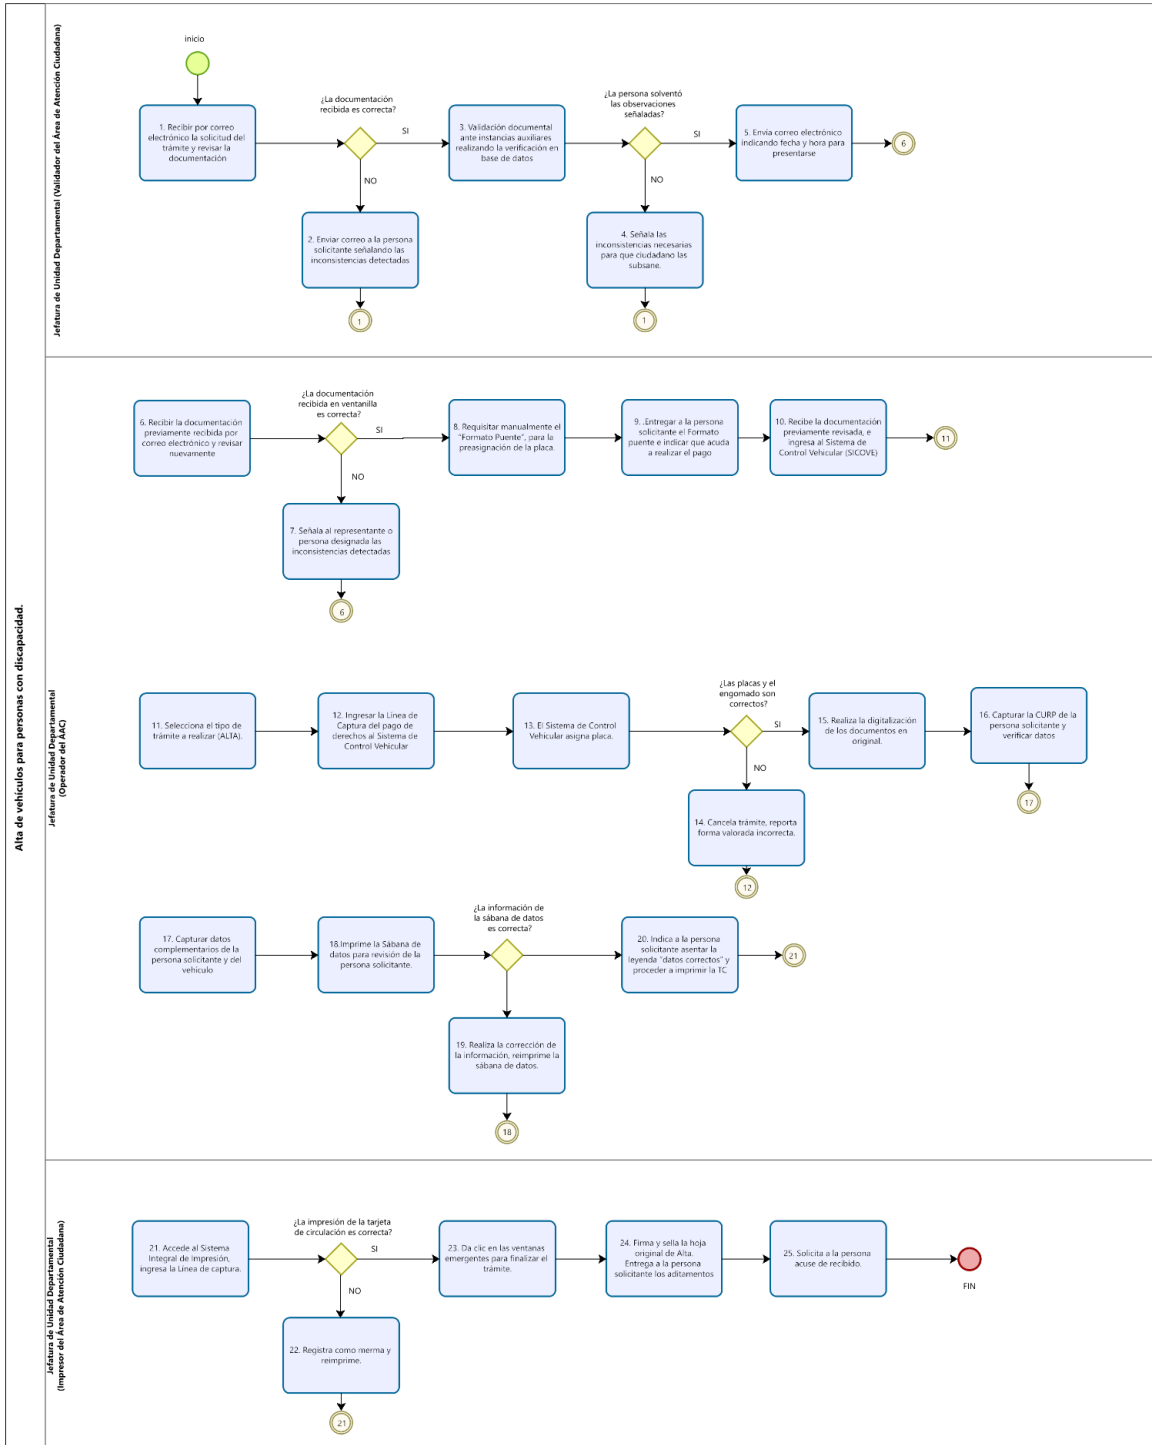 Alta de vehículos para personas con discapacidad.
Jefatura de Unidad Departamental (Validador del Área de Atención Ciudadana)
inicio
1. Recibir por correo
electrónico la solicitud del
trámite y revisar la
documentación
¿La documentación
recibida es correcta?
SI
NO
2. Enviar correo a la persona
solicitante señalando las
inconsistencias detectadas
1
3. Validación documental
ante instancias auxiliares
realizando la verificación en
base de datos
¿La persona solventó
las observaciones
señaladas?
SI
NO
4. Señala las
inconsistencias necesarias
para que ciudadano las
subsane.
1
5. Envía correo electrónico
indicando fecha y hora para
presentarse
6
Jefatura de Unidad Departamental
(Operador del AAC)
6. Recibir la documentación
previamente recibida por
correo electrónico y revisar
nuevamente
¿La documentación
recibida en ventanilla
es correcta?
SI
NO
7. Señala al representante o
persona designada las
inconsistencias detectadas
6
8. Requisitar manualmente el
"Formato Puente", para la
preasignación de la placa.
9. .Entregar a la persona
solicitante el Formato
puente e indicar que acuda
a realizar el pago
10. Recibe la documentación
previamente revisada, e
ingresa al Sistema de
Control Vehicular (SICOVE)
11
11. Selecciona el tipo de
trámite a realizar (ALTA).
12. Ingresar la Línea de
Captura del pago de
derechos al Sistema de
Control Vehicular
13. El Sistema de Control
Vehicular asigna placa.
¿Las placas y el
engomado son
correctos?
SI
NO
14. Cancela trámite, reporta
forma valorada incorrecta.
12
15. Realiza la digitalización
de los documentos en
original.
16. Capturar la CURP de la
persona solicitante y
verificar datos
17
17. Capturar datos
complementarios de la
persona solicitante y del
vehículo
18.Imprime la Sábana de
datos para revisión de la
persona solicitante.
¿La información de
la sábana de datos
es correcta?
19. Realiza la corrección de
la información, reimprime la
sábana de datos.
18
20. Indica a la persona
solicitante asentar la
leyenda "datos correctos" y
proceder a imprimir la TC
21
Jefatura de Unidad Departamental
(Impresor del Área de Atención Ciudadana)
21. Accede al Sistema
Integral de Impresión,
ingresa la Línea de captura.
¿La impresión de la tarjeta
de circulación es correcta?
SI
NO
22. Registra como merma y
reimprime.
21
23. Da clic en las ventanas
emergentes para finalizar el
trámite.
24. Firma y sella la hoja
original de Alta.
Entrega a la persona
solicitante los aditamentos
25. Solicita a la persona
acuse de recibido.
FIN